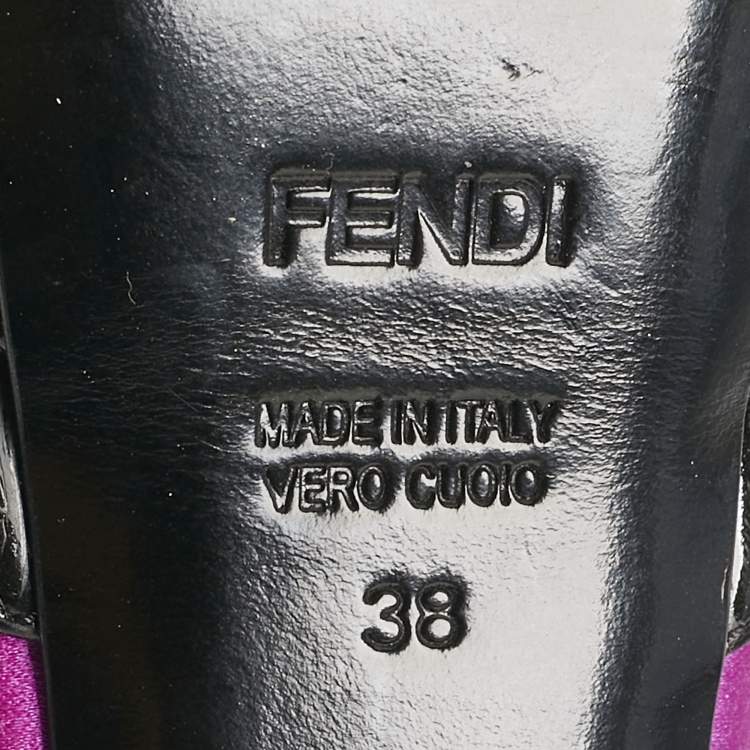 FENDI
MADE IN ITALY
VERO CUOIO
38